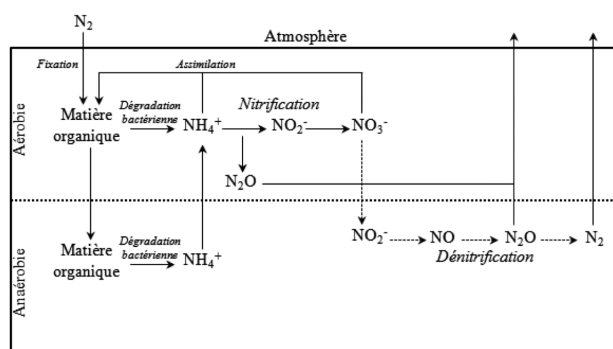 N₂
Atmosphère
Fixation
Assimilation
Aérobie
Matière
organique
Dégradation
bactérienne
NH₄⁺
Nitrification
NO₂⁻
NO₃⁻
N₂O
Anaérobie
Matière
organique
Dégradation
bactérienne
NH₄⁺
NO₂⁻
NO
N₂O
N₂
Dénitrification